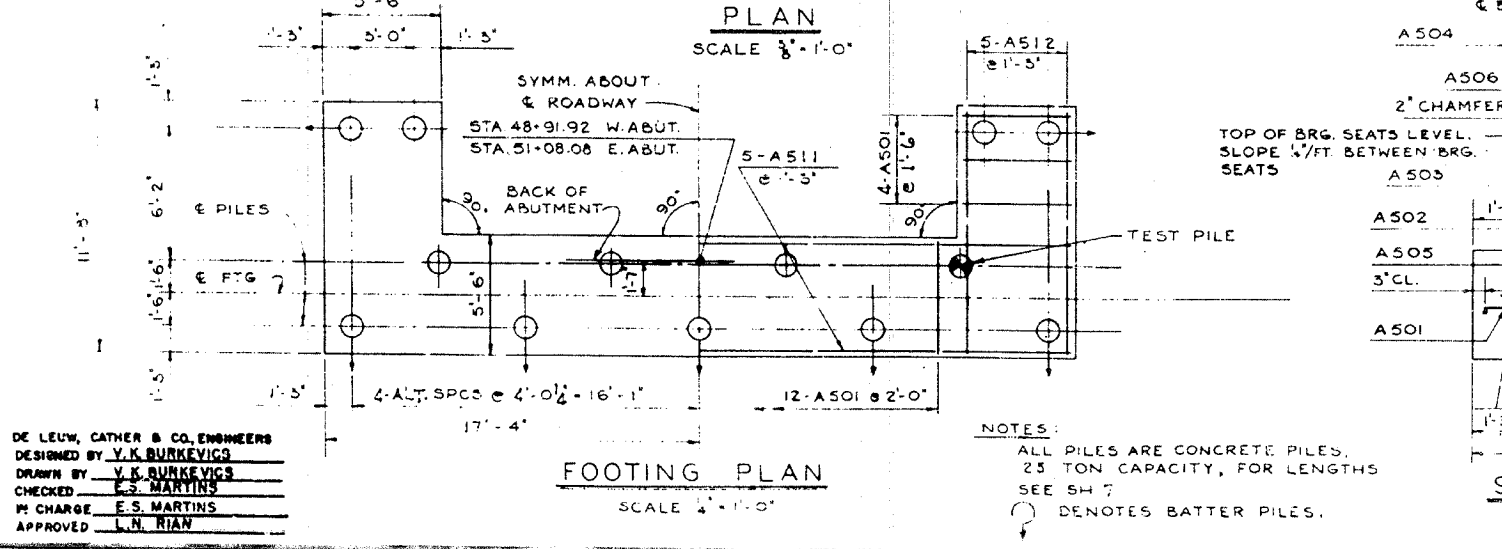 PLAN
SCALE 3/8" = 1'-0"
1'-3"
3'-0"
1'-3"
5-A512
@ 1'-3"
A504
A506
2" CHAMFER
SYMM. ABOUT
℄ ROADWAY
STA. 48+91.92 W. ABUT.
STA. 51+08.08 E. ABUT.
5-A511
@ 1'-3"
4-A501
@ 1'-6"
TOP OF BRG. SEATS LEVEL.
SLOPE ¼"/FT. BETWEEN BRG.
SEATS
A503
A502
A505
3" CL.
A501
1'-3"
6'-2"
11'-3"
1'-6"
1'-6"
1'-3"
℄ PILES
℄ FTG
BACK OF
ABUTMENT
90°
90°
90°
TEST PILE
5'-6"
1'-7"
1'-3"
4-ALT. SPCS @ 4'-0¼" = 16'-1"
12-A501 @ 2'-0"
17'-4"
FOOTING PLAN
SCALE ¼" = 1'-0"
NOTES:
ALL PILES ARE CONCRETE PILES.
25 TON CAPACITY, FOR LENGTHS
SEE SH 7
DENOTES BATTER PILES.
DE LEUW, CATHER & CO., ENGINEERS
DESIGNED BY V. K. BURKEVICS
DRAWN BY V. K. BURKEVICS
CHECKED E.S. MARTINS
IN CHARGE E.S. MARTINS
APPROVED L.N. RIAN